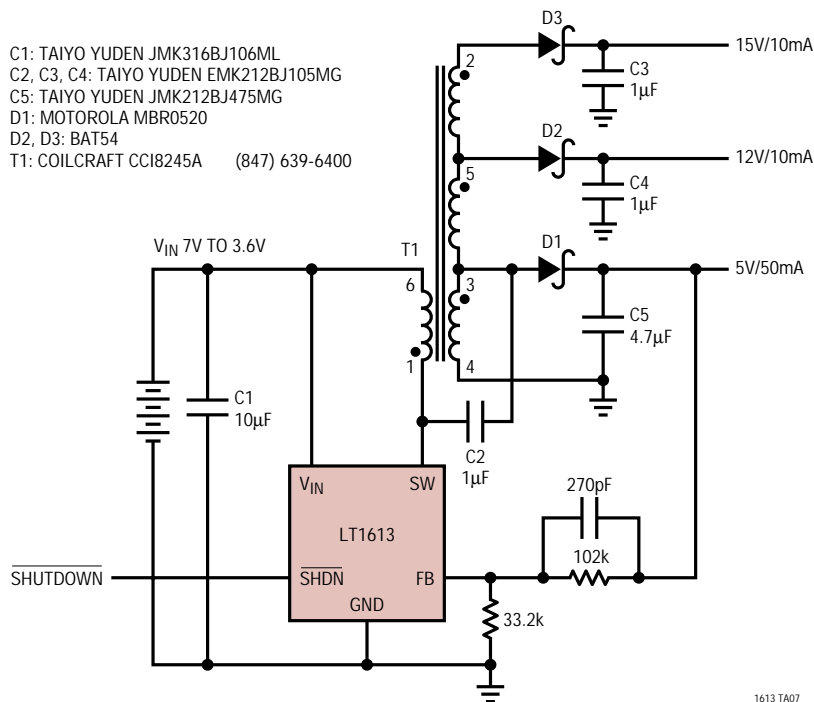 C1: TAIYO YUDEN JMK316BJ106ML
C2, C3, C4: TAIYO YUDEN EMK212BJ105MG
C5: TAIYO YUDEN JMK212BJ475MG
D1: MOTOROLA MBR0520
D2, D3: BAT54
T1: COILCRAFT CCI8245A (847) 639-6400
D3
15V/10mA
2
C3
1µF
D2
12V/10mA
5
C4
1µF
VIN 7V TO 3.6V
T1
D1
5V/50mA
6
3
C5
4.7µF
1
4
C1
10µF
C2
1µF
VIN
SW
270pF
LT1613
102k
SHUTDOWN
SHDN
FB
GND
33.2k
1613 TA07